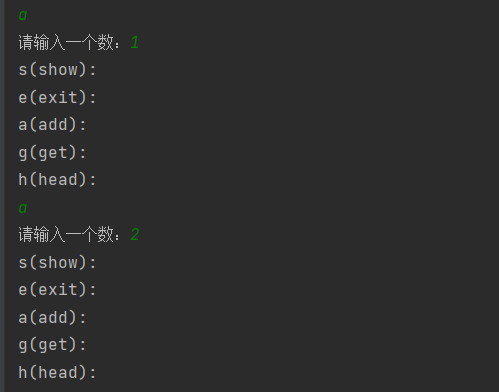 a
请输入一个数：1
s(show):
e(exit):
a(add):
g(get):
h(head):
a
请输入一个数：2
s(show):
e(exit):
a(add):
g(get):
h(head):